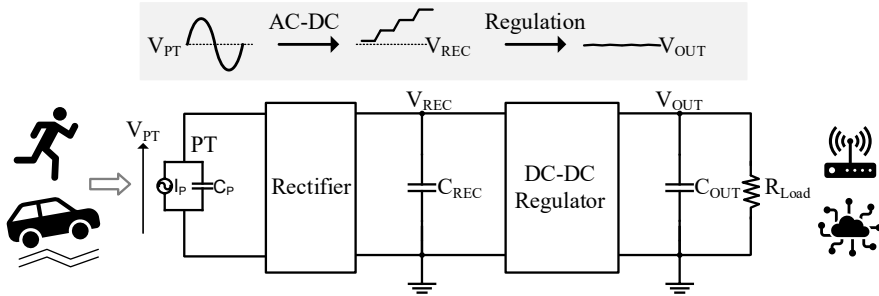 AC-DC
Regulation
V_PT
V_REC
V_OUT
V_REC
V_OUT
V_PT
PT
I_P
C_P
Rectifier
C_REC
DC-DC
Regulator
C_OUT
R_Load